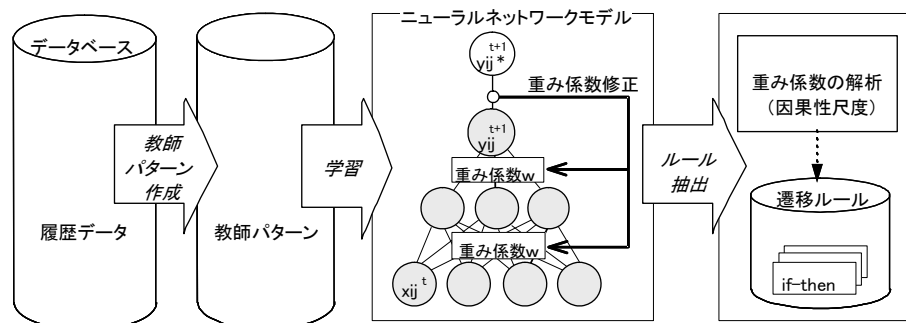 データベース
履歴データ
教師
パターン
作成
教師パターン
学習
ニューラルネットワークモデル
yij*^t+1
重み係数修正
yij^t+1
重み係数w
重み係数w
xij^t
ルール
抽出
重み係数の解析
（因果性尺度）
遷移ルール
if-then